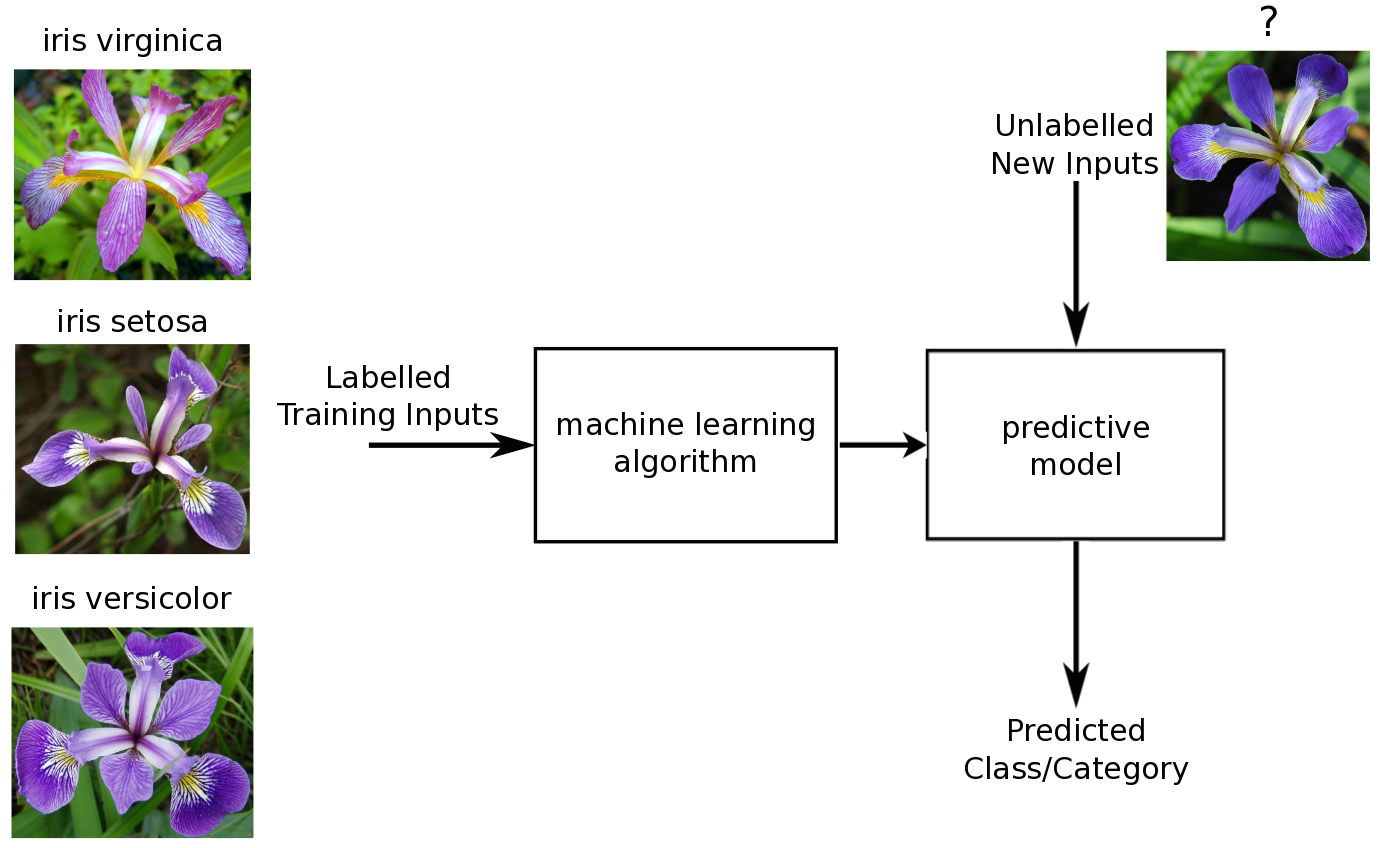 iris virginica
iris setosa
iris versicolor
Labelled
Training Inputs
machine learning
algorithm
predictive
model
?
Unlabelled
New Inputs
Predicted
Class/Category